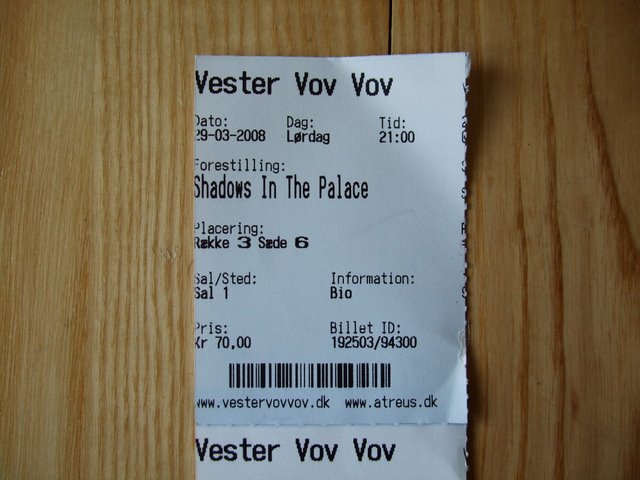 Vester Vov Vov
Dato: Dag: Tid:
29-03-2008 Lørdag 21:00
Forestilling:
Shadows In The Palace
Placering:
Række 3 Sæde 6
Sal/Sted: Information:
Sal 1 Bio
Pris: Billet ID:
Kr 70,00 192503/94300
www.vestervovvov.dk www.atreus.dk
Vester Vov Vov